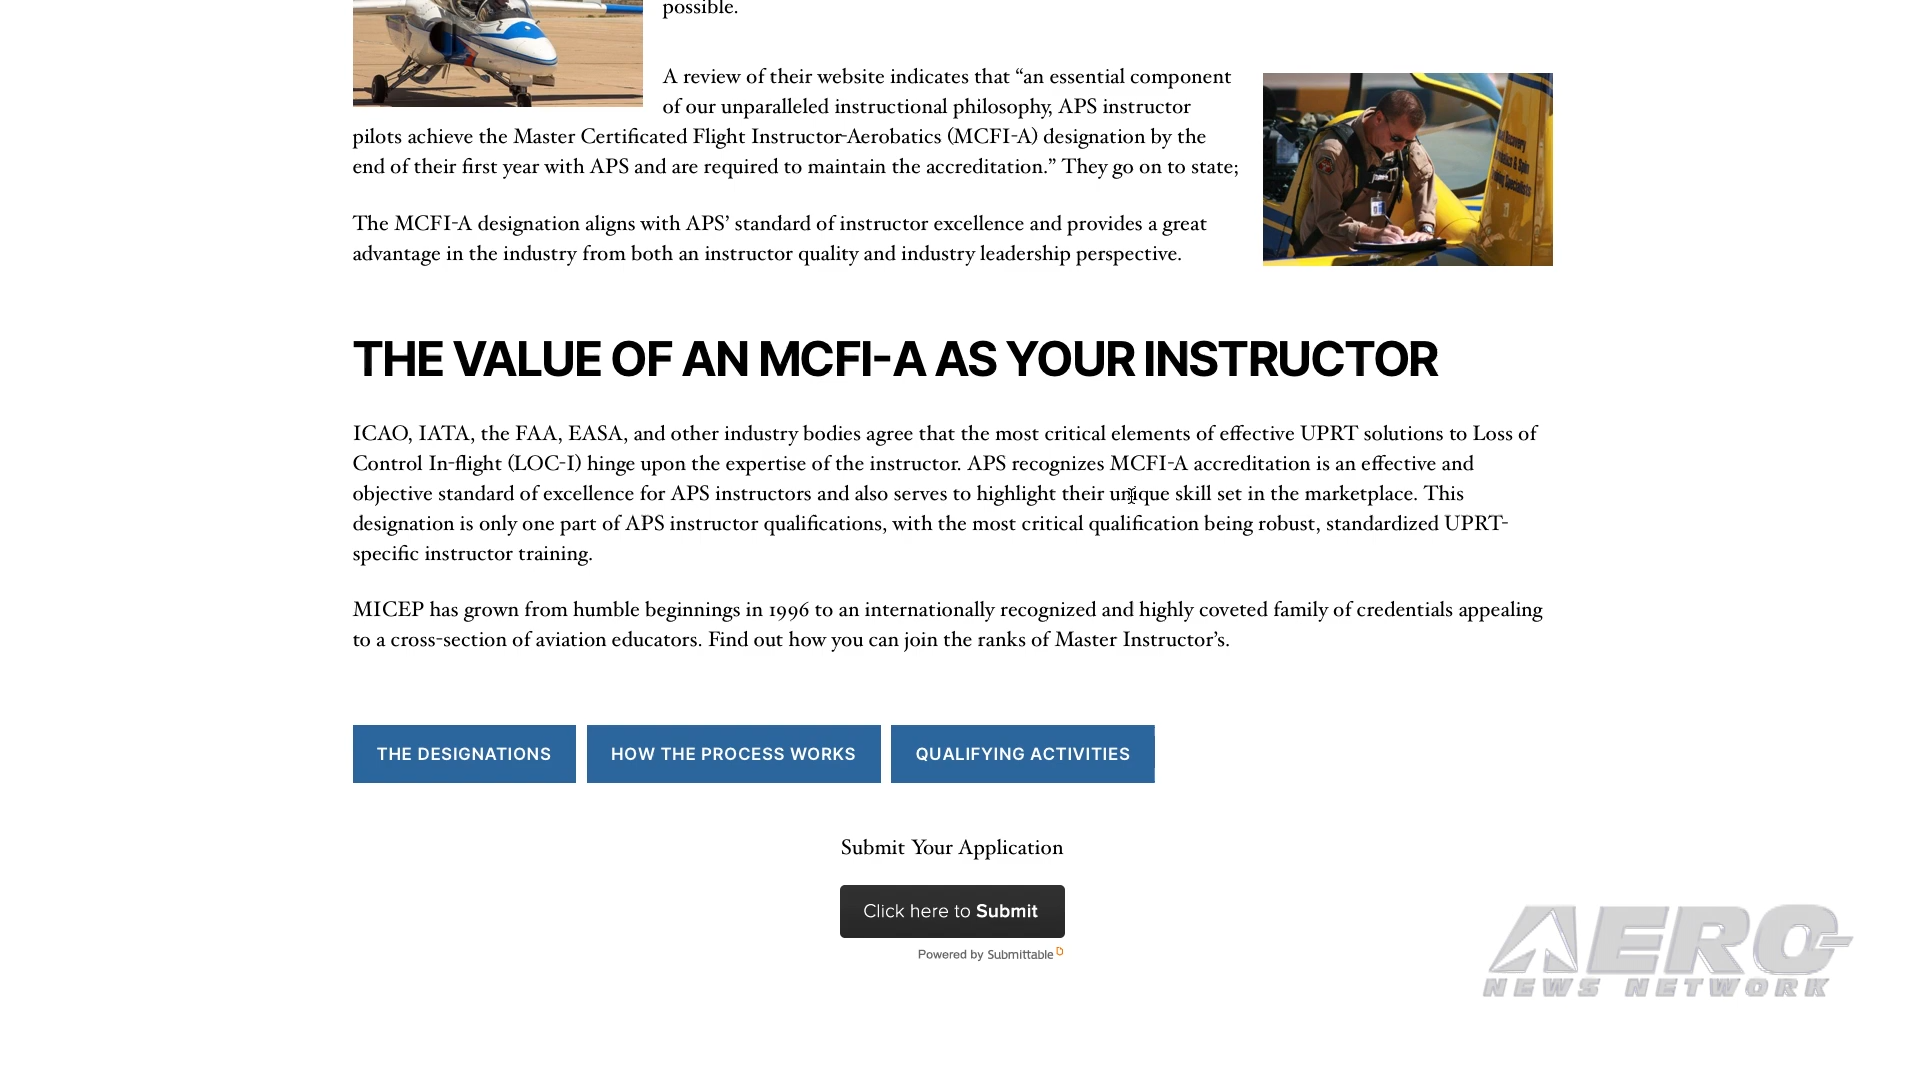 possible.
A review of their website indicates that “an essential component
of our unparalleled instructional philosophy, APS instructor
pilots achieve the Master Certificated Flight Instructor-Aerobatics (MCFI-A) designation by the
end of their first year with APS and are required to maintain the accreditation.” They go on to state;
The MCFI-A designation aligns with APS’ standard of instructor excellence and provides a great
advantage in the industry from both an instructor quality and industry leadership perspective.
THE VALUE OF AN MCFI-A AS YOUR INSTRUCTOR
ICAO, IATA, the FAA, EASA, and other industry bodies agree that the most critical elements of effective UPRT solutions to Loss of
Control In-flight (LOC-I) hinge upon the expertise of the instructor. APS recognizes MCFI-A accreditation is an effective and
objective standard of excellence for APS instructors and also serves to highlight their unique skill set in the marketplace. This
designation is only one part of APS instructor qualifications, with the most critical qualification being robust, standardized UPRT-
specific instructor training.
MICEP has grown from humble beginnings in 1996 to an internationally recognized and highly coveted family of credentials appealing
to a cross-section of aviation educators. Find out how you can join the ranks of Master Instructor’s.
THE DESIGNATIONS
HOW THE PROCESS WORKS
QUALIFYING ACTIVITIES
Submit Your Application
Click here to Submit
Powered by Submittable
AERO-
NEWS NETWORK